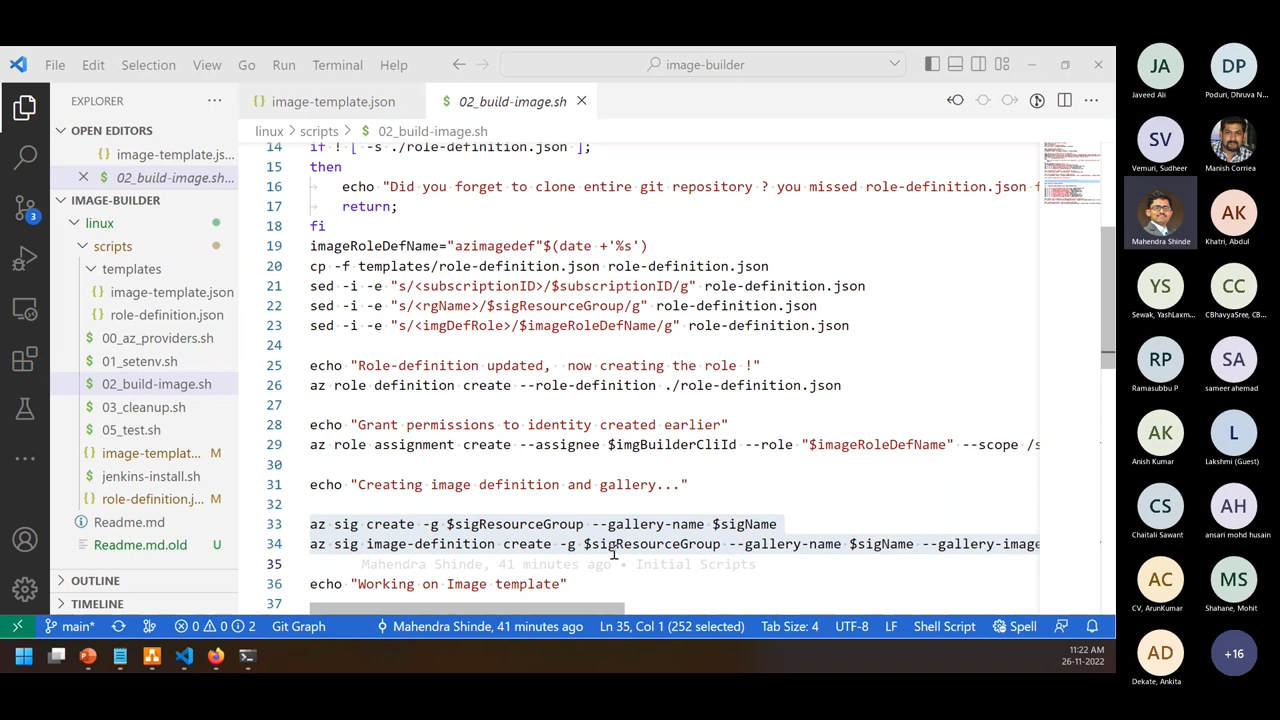 File Edit Selection View Go Run Terminal Help
image-builder
EXPLORER
OPEN EDITORS
image-template.js...
02_build-image.sh...
IMAGE-BUILDER
linux
scripts
templates
image-template.json
role-definition.json
$ 00_az_providers.sh
$ 01_setenv.sh
$ 02_build-image.sh
$ 03_cleanup.sh
$ 05_test.sh
image-templat... M
$ jenkins-install.sh
role-definition.j... M
Readme.md
Readme.md.old U
OUTLINE
TIMELINE
3
image-template.json
$ 02_build-image.sh
linux > scripts > $ 02_build-image.sh
14 if ! [ -s ./role-definition.json ];
15 then
16 echo "Did you forget to clone entire git repository ? you missed role-definition.json f
17 return;
18 fi
19 imageRoleDefName="azimagedef"$(date +'%s')
20 cp -f templates/role-definition.json role-definition.json
21 sed -i -e "s/<subscriptionID>/$subscriptionID/g" role-definition.json
22 sed -i -e "s/<rgName>/$sigResourceGroup/g" role-definition.json
23 sed -i -e "s/<imgDefRole>/$imageRoleDefName/g" role-definition.json
24
25 echo "Role-definition updated,  now creating the role !"
26 az role definition create --role-definition ./role-definition.json
27
28 echo "Grant permissions to identity created earlier"
29 az role assignment create --assignee $imgBuilderCliId --role "$imageRoleDefName" --scope /s
30
31 echo "Creating image definition and gallery..."
32
33 az sig create -g $sigResourceGroup --gallery-name $sigName
34 az sig image-definition create -g $sigResourceGroup --gallery-name $sigName --gallery-image
35 Mahendra Shinde, 41 minutes ago • Initial Scripts
36 echo "Working on Image template"
37
main* 0 0 2 Git Graph Mahendra Shinde, 41 minutes ago Ln 35, Col 1 (252 selected) Tab Size: 4 UTF-8 LF Shell Script Spell
11:22 AM
26-11-2022
JA DP
Javeed Ali Poduri, Dhruva N...
SV
Vemuri, Sudheer Manish Corriea
AK
Mahendra Shinde Khatri, Abdul
YS CC
Sewak, YashLaxm... CBhavyaSree, CB...
RP SA
Ramasubbu P sameer ahemad
AK L
Anish Kumar Lakshmi (Guest)
CS AH
Chaitali Sawant ansari mohd insar
AC MS
CV, ArunKumar Shahane, Mohit
AD +16
Dekate, Ankita